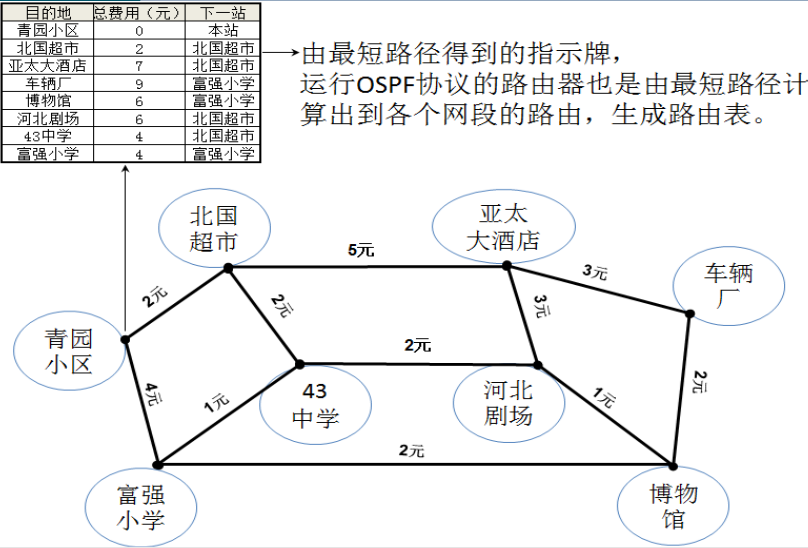 目的地 总费用（元） 下一站
青园小区 0 本站
北国超市 2 北国超市
亚太大酒店 7 北国超市
车辆厂 9 富强小学
博物馆 6 富强小学
河北剧场 6 北国超市
43中学 4 北国超市
富强小学 4 富强小学
由最短路径得到的指示牌，
运行OSPF协议的路由器也是由最短路径计
算出到各个网段的路由，生成路由表。
北国
超市
亚太
大酒店
5元
3元
车辆
厂
2元
2元
3元
青园
小区
2元
2元
4元
1元
43
中学
河北
剧场
1元
2元
富强
小学
博物
馆